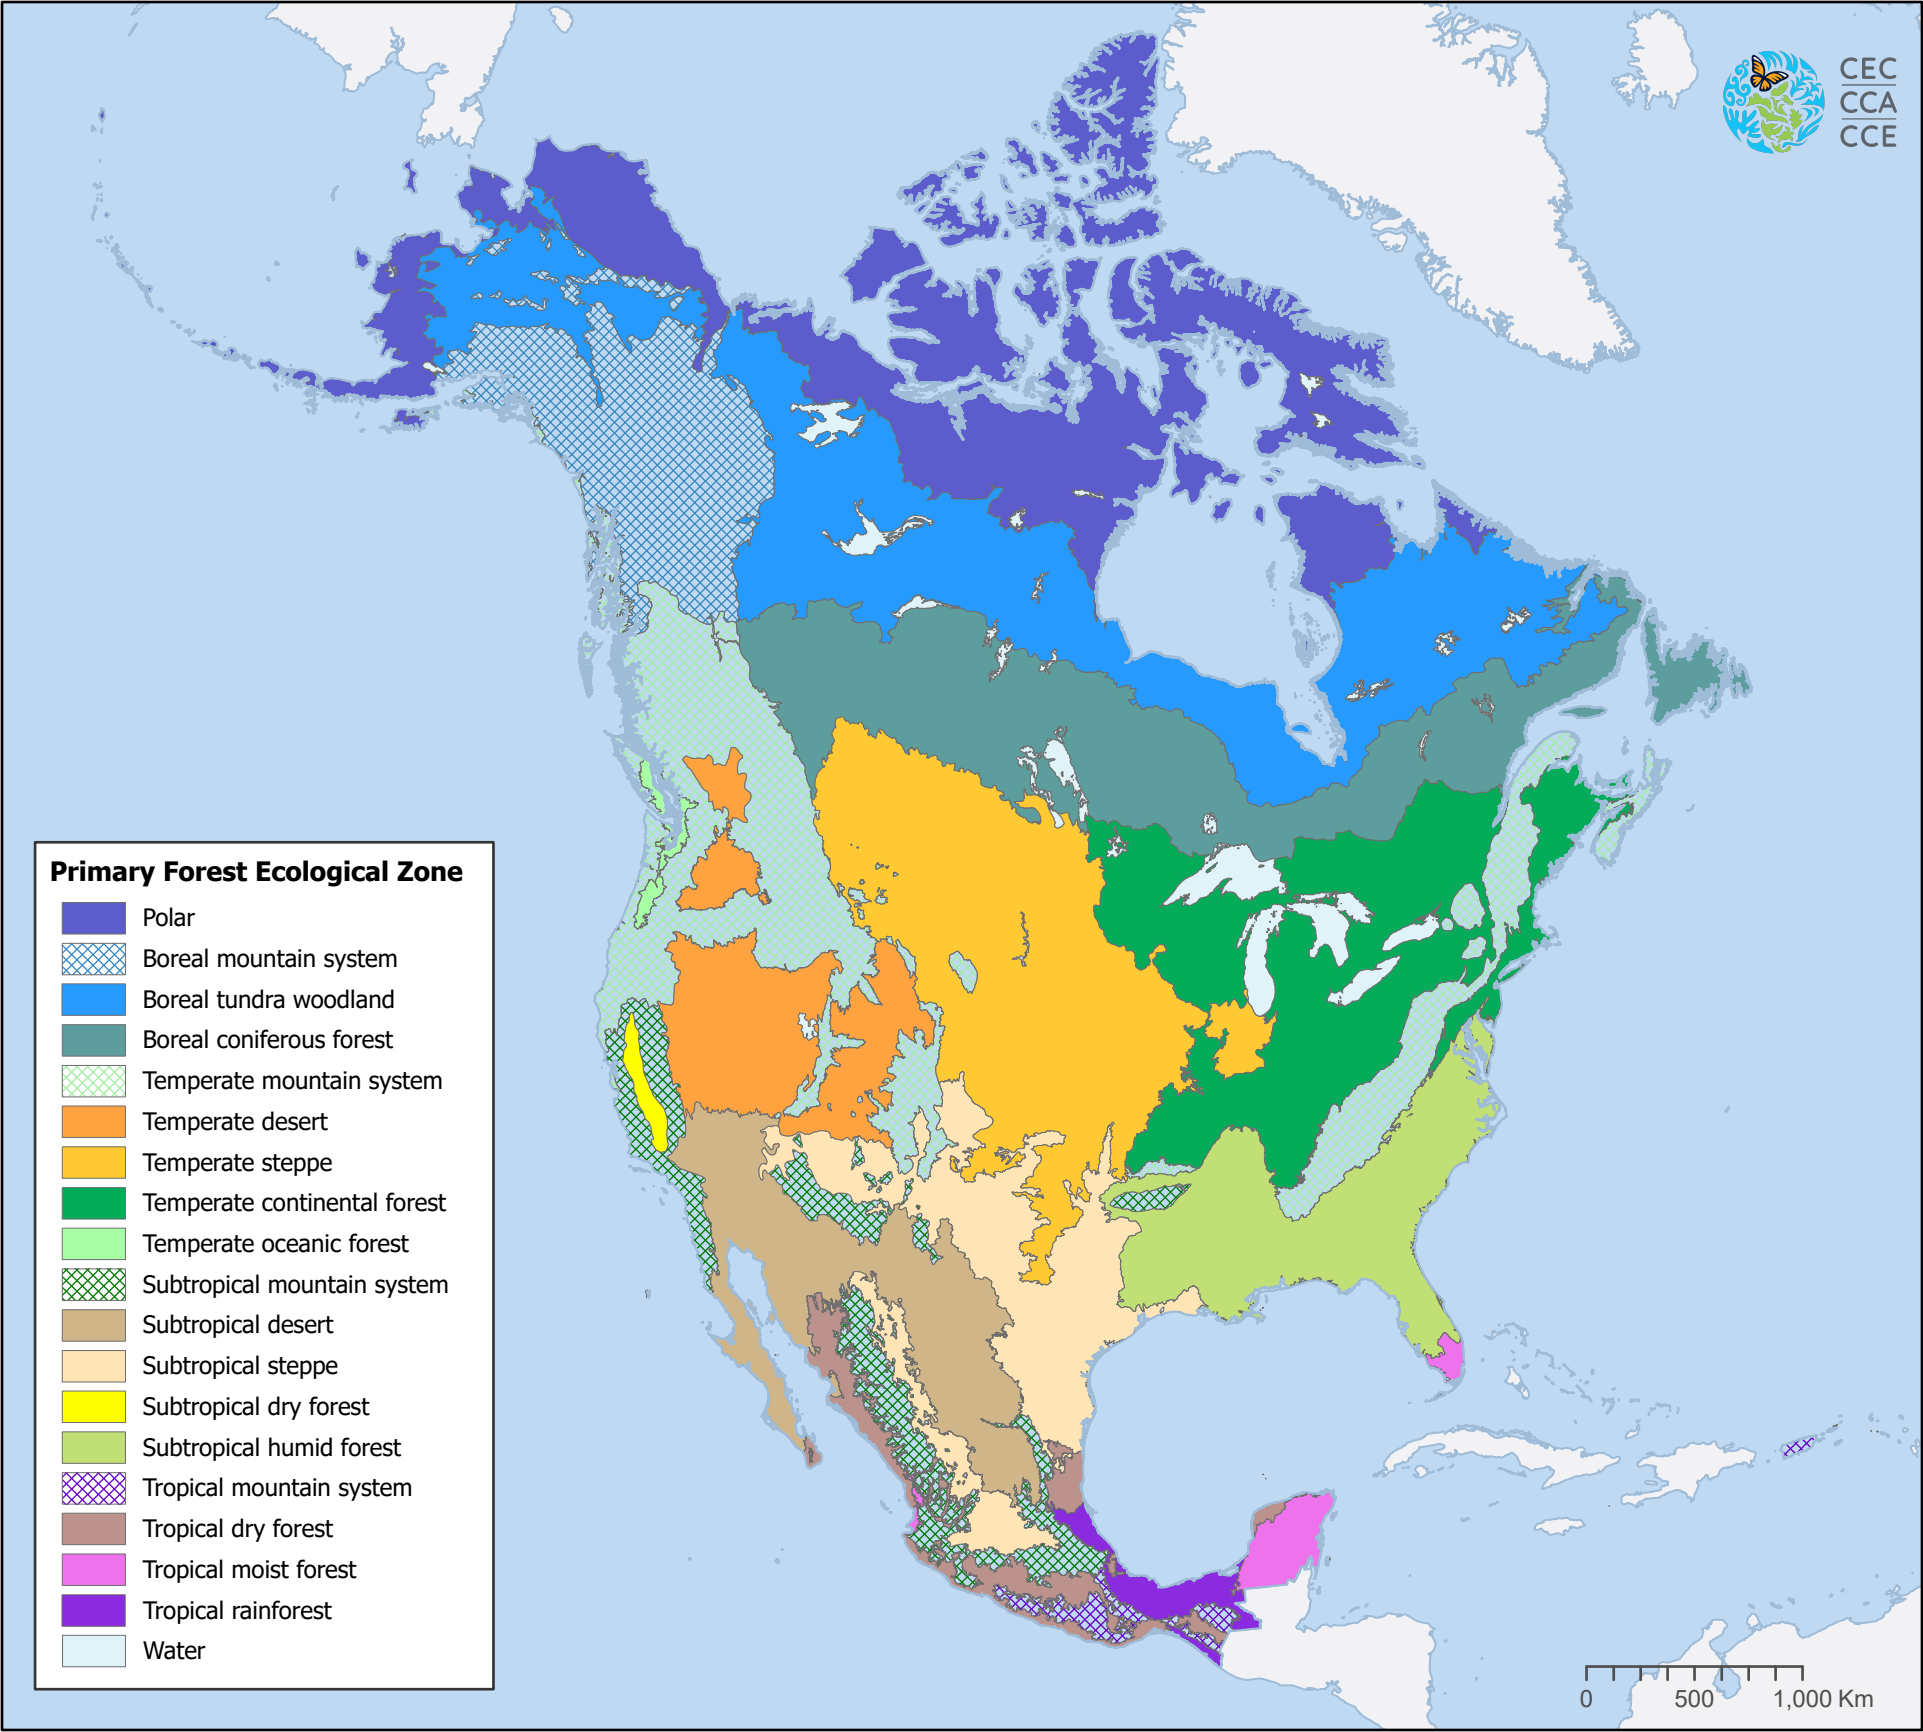 CEC
CCA
CCE
Primary Forest Ecological Zone
Polar
Boreal mountain system
Boreal tundra woodland
Boreal coniferous forest
Temperate mountain system
Temperate desert
Temperate steppe
Temperate continental forest
Temperate oceanic forest
Subtropical mountain system
Subtropical desert
Subtropical steppe
Subtropical dry forest
Subtropical humid forest
Tropical mountain system
Tropical dry forest
Tropical moist forest
Tropical rainforest
Water
0 500 1,000 Km